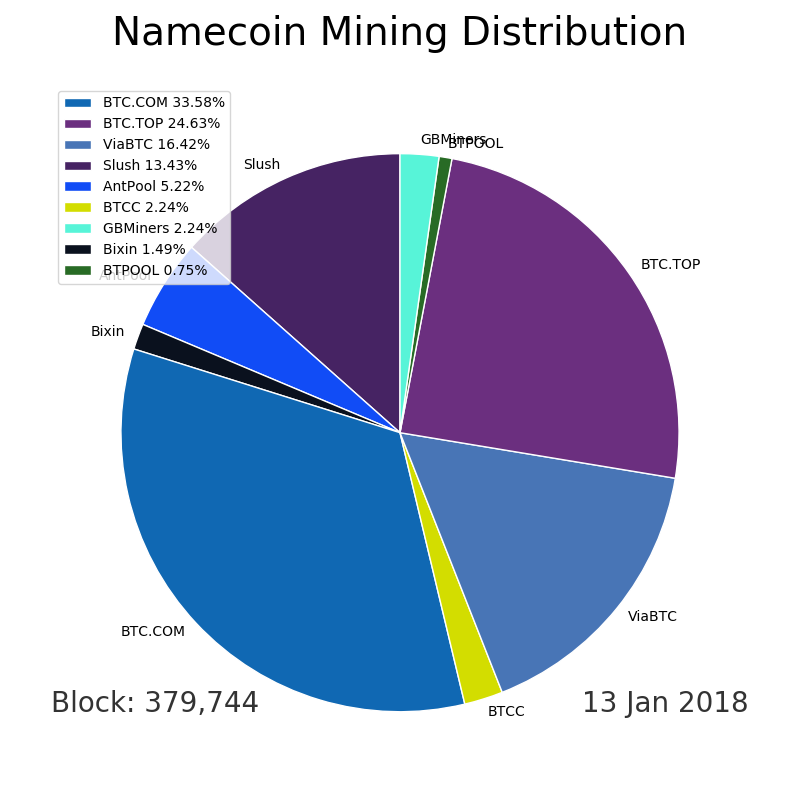 Namecoin Mining Distribution
BTC.COM 33.58%
BTC.TOP 24.63%
ViaBTC 16.42%
Slush 13.43%
AntPool 5.22%
BTCC 2.24%
GBMiners 2.24%
Bixin 1.49%
BTPOOL 0.75%
GBMiners
BTPOOL
Slush
BTC.TOP
AntPool
Bixin
ViaBTC
BTC.COM
BTCC
Block: 379,744
13 Jan 2018